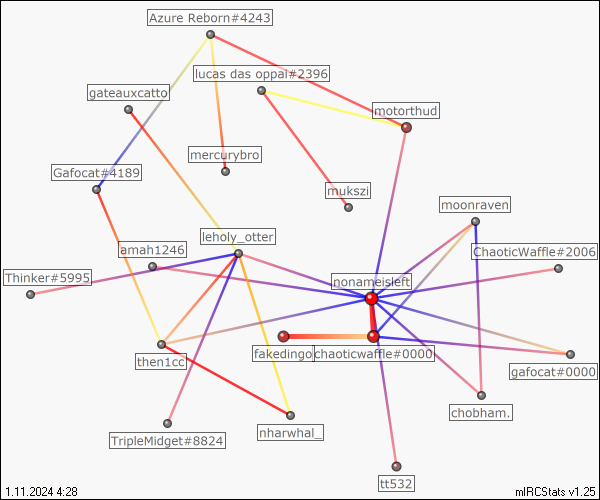 Azure Reborn#4243
lucas das oppai#2396
gateauxcatto
motorthud
mercurybro
Gafocat#4189
mukszi
moonraven
leholy_otter
amah1246
ChaoticWaffle#2006
Thinker#5995
nonameisleft
fakedingo
chaoticwaffle#0000
then1cc
gafocat#0000
chobham.
nharwhal_
TripleMidget#8824
tt532
1.11.2024 4:28
mIRCStats v1.25